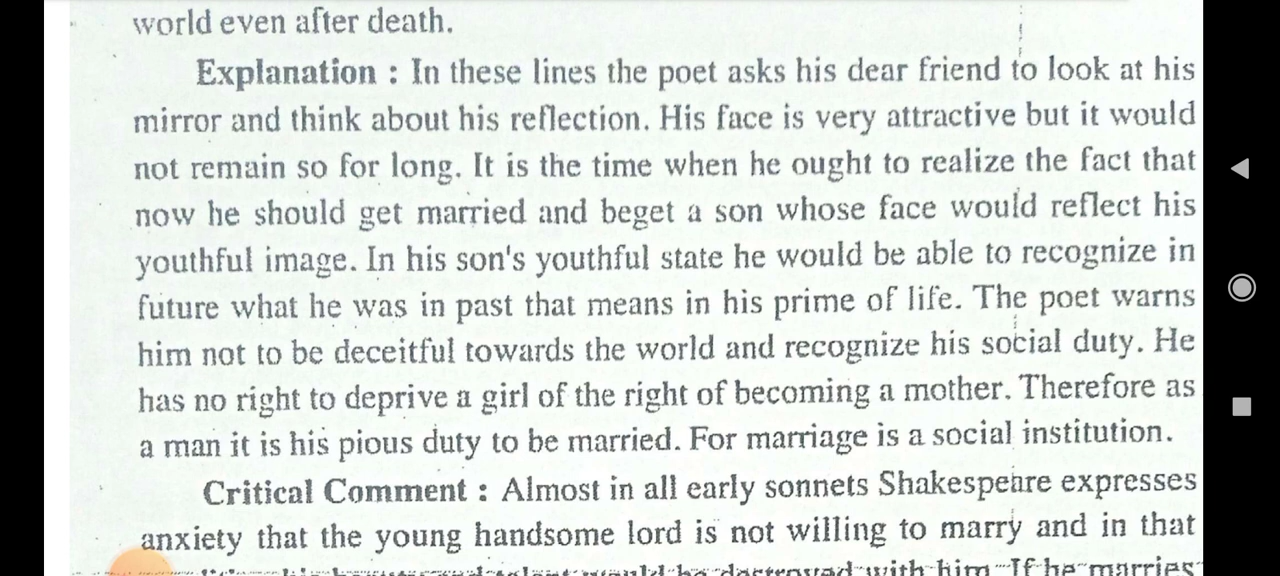 world even after death.
Explanation : In these lines the poet asks his dear friend to look at his
mirror and think about his reflection. His face is very attractive but it would
not remain so for long. It is the time when he ought to realize the fact that
now he should get married and beget a son whose face would reflect his
youthful image. In his son's youthful state he would be able to recognize in
future what he was in past that means in his prime of life. The poet warns
him not to be deceitful towards the world and recognize his social duty. He
has no right to deprive a girl of the right of becoming a mother. Therefore as
a man it is his pious duty to be married. For marriage is a social institution.
Critical Comment : Almost in all early sonnets Shakespeare expresses
anxiety that the young handsome lord is not willing to marry and in that
would be destroyed with him. If he marries